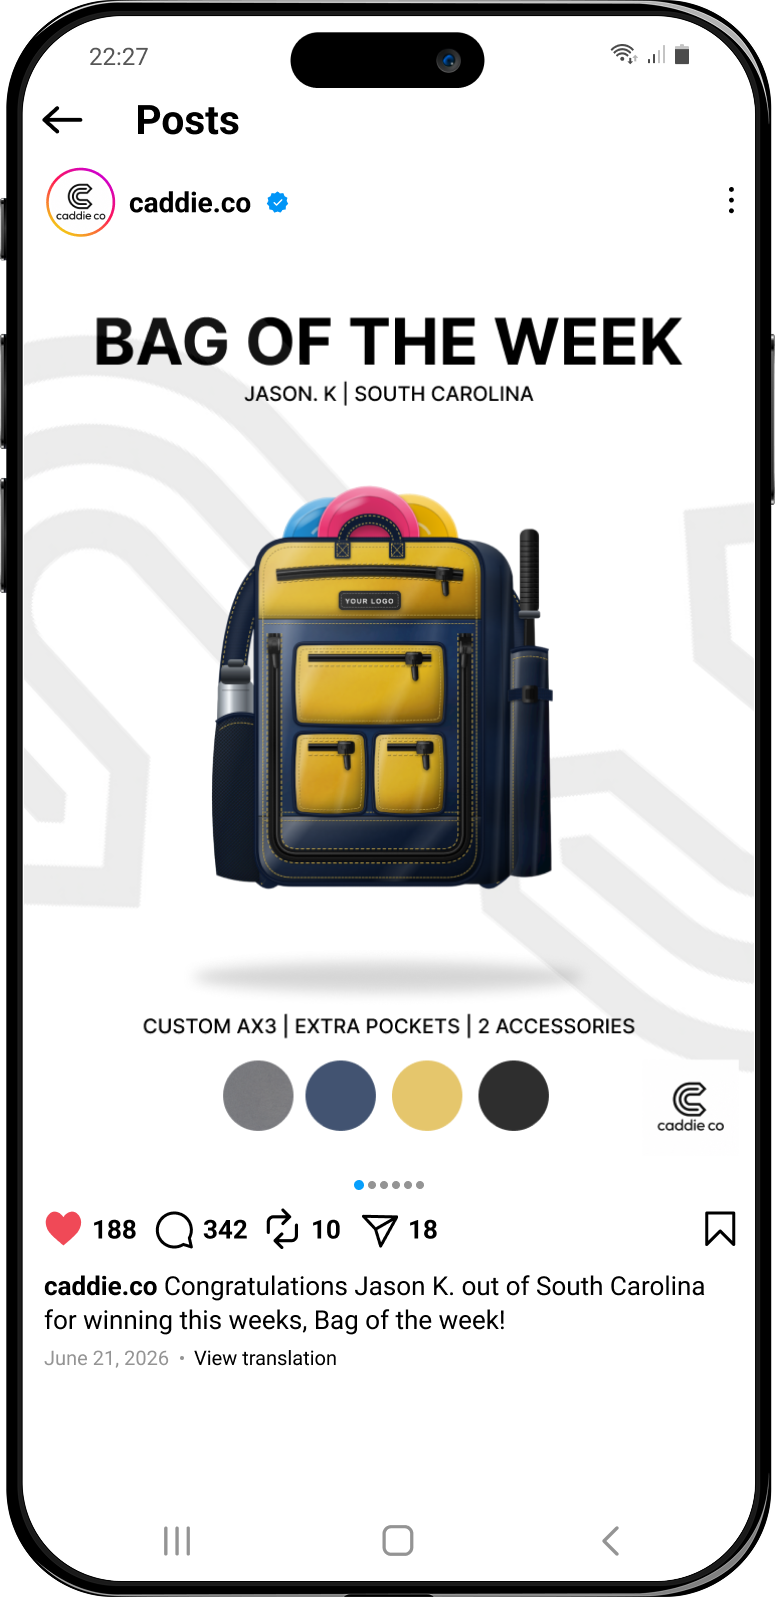 22:27
Posts
caddie co
caddie.co
BAG OF THE WEEK
JASON. K | SOUTH CAROLINA
YOUR LOGO
CUSTOM AX3 | EXTRA POCKETS | 2 ACCESSORIES
caddie co
188 342 10 18
caddie.co Congratulations Jason K. out of South Carolina
for winning this weeks, Bag of the week!
June 21, 2026 • View translation